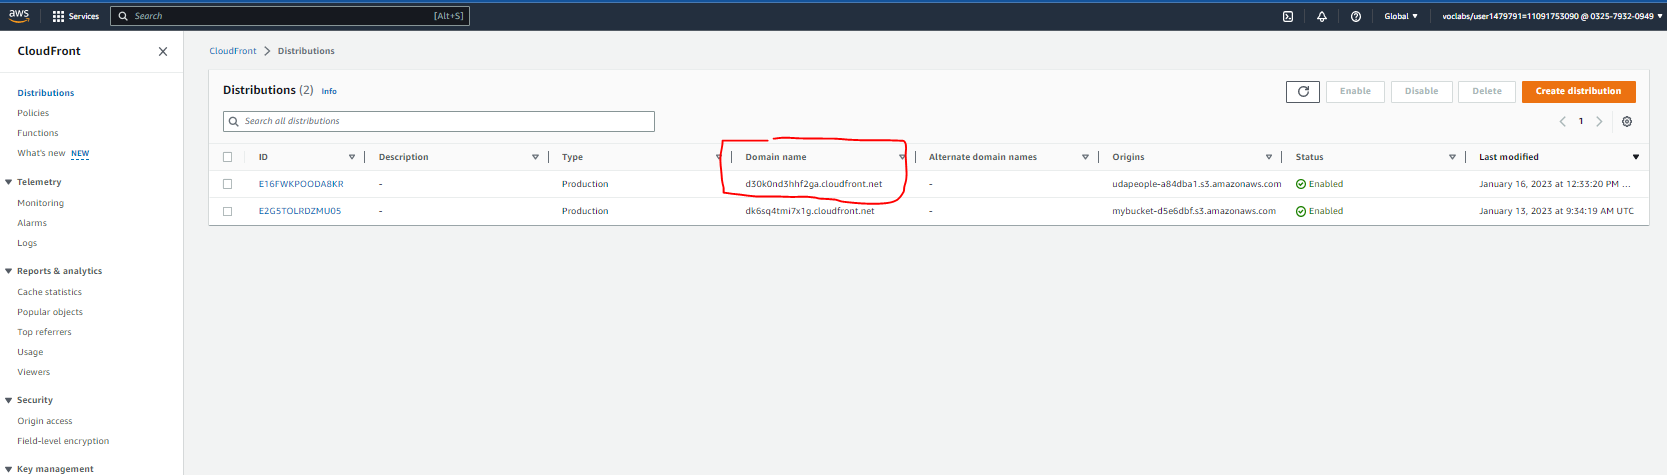 aws Services Search [Alt+S] Global voclabs/user1479791=11091753090 @ 0325-7932-0949
CloudFront
Distributions
Policies
Functions
What's new NEW
Telemetry
Monitoring
Alarms
Logs
Reports & analytics
Cache statistics
Popular objects
Top referrers
Usage
Viewers
Security
Origin access
Field-level encryption
Key management
CloudFront > Distributions
Distributions (2) Info Enable Disable Delete Create distribution
Search all distributions 1
ID Description Type Domain name Alternate domain names Origins Status Last modified
E16FWKPOODA8KR - Production d30k0nd3hhf2ga.cloudfront.net - udapeople-a84dba1.s3.amazonaws.com Enabled January 16, 2023 at 12:33:20 PM ...
E2G5TOLRDZMU05 - Production dk6sq4tmi7x1g.cloudfront.net - mybucket-d5e6dbf.s3.amazonaws.com Enabled January 13, 2023 at 9:34:19 AM UTC